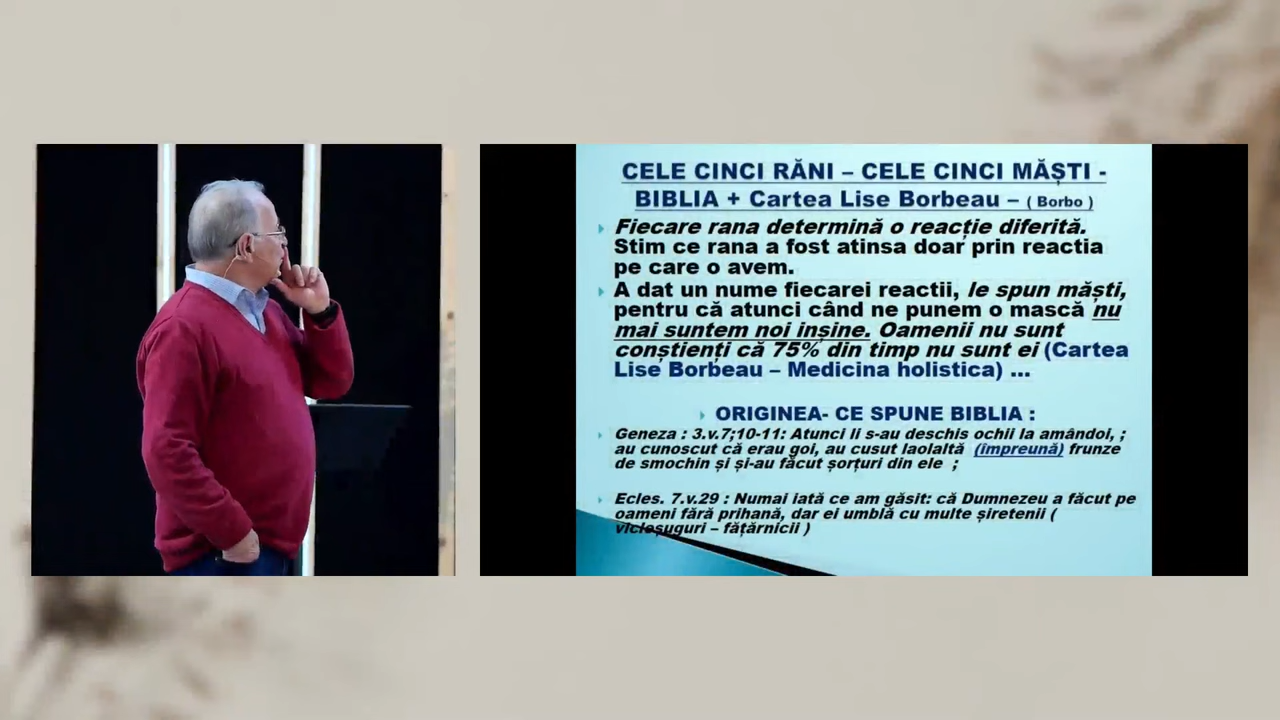 CELE CINCI RĂNI – CELE CINCI MĂȘTI -
BIBLIA + Cartea Lise Borbeau – ( Borbo )
Fiecare rana determină o reacție diferită.
Stim ce rana a fost atinsa doar prin reactia
pe care o avem.
A dat un nume fiecarei reactii, le spun măști,
pentru că atunci când ne punem o mască nu
mai suntem noi inșine. Oamenii nu sunt
conștienți că 75% din timp nu sunt ei (Cartea
Lise Borbeau – Medicina holistica) ...
ORIGINEA- CE SPUNE BIBLIA :
Geneza : 3.v.7;10-11: Atunci li s-au deschis ochii la amândoi, ;
au cunoscut că erau goi, au cusut laolaltă (împreună) frunze
de smochin și și-au făcut șorțuri din ele ;
Ecles. 7.v.29 : Numai iată ce am găsit: că Dumnezeu a făcut pe
oameni fără prihană, dar ei umblă cu multe șiretenii (
vicleșuguri – fățărnicii )